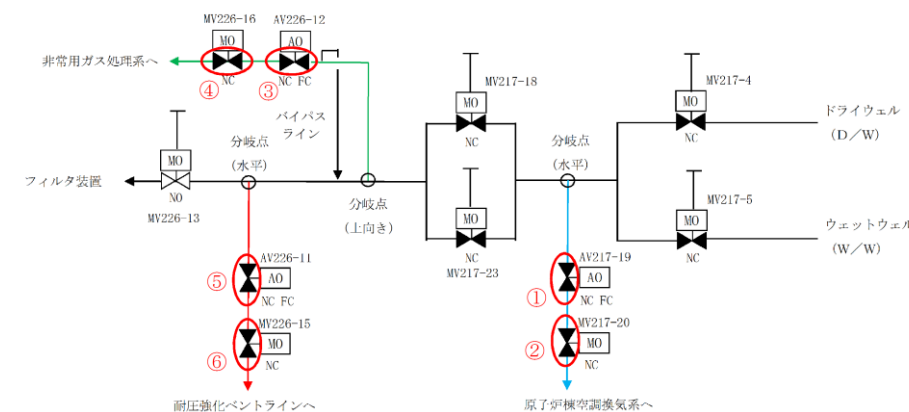 MV226-16
AV226-12
MO
AO
非常用ガス処理系へ
④
NC
③
NC FC
MV217-18
MV217-4
MO
MO
バイパス
ライン
NC
NC
ドライウェル
(D/W)
分岐点
(水平)
分岐点
(水平)
MO
フィルタ装置
NO
MV226-13
分岐点
(上向き)
MV217-5
MO
MO
ウェットウェル
(W/W)
NC
MV217-23
NC
AV226-11
⑤
AO
NC FC
AV217-19
①
AO
NC FC
MV226-15
⑥
MO
NC
MV217-20
②
MO
NC
耐圧強化ベントラインへ
原子炉棟空調換気系へ